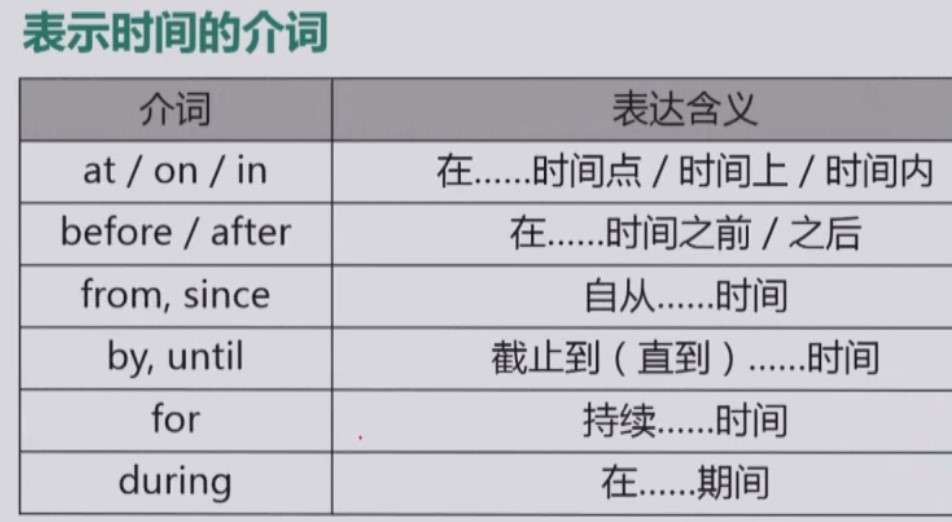 表示时间的介词
介词 表达含义
at / on / in 在......时间点 / 时间上 / 时间内
before / after 在......时间之前 / 之后
from, since 自从......时间
by, until 截止到（直到）......时间
for 持续......时间
during 在......期间